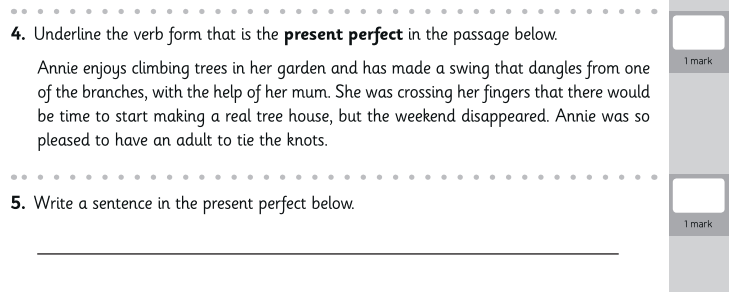 4. Underline the verb form that is the present perfect in the passage below.
1 mark
Annie enjoys climbing trees in her garden and has made a swing that dangles from one
of the branches, with the help of her mum. She was crossing her fingers that there would
be time to start making a real tree house, but the weekend disappeared. Annie was so
pleased to have an adult to tie the knots.
5. Write a sentence in the present perfect below.
1 mark